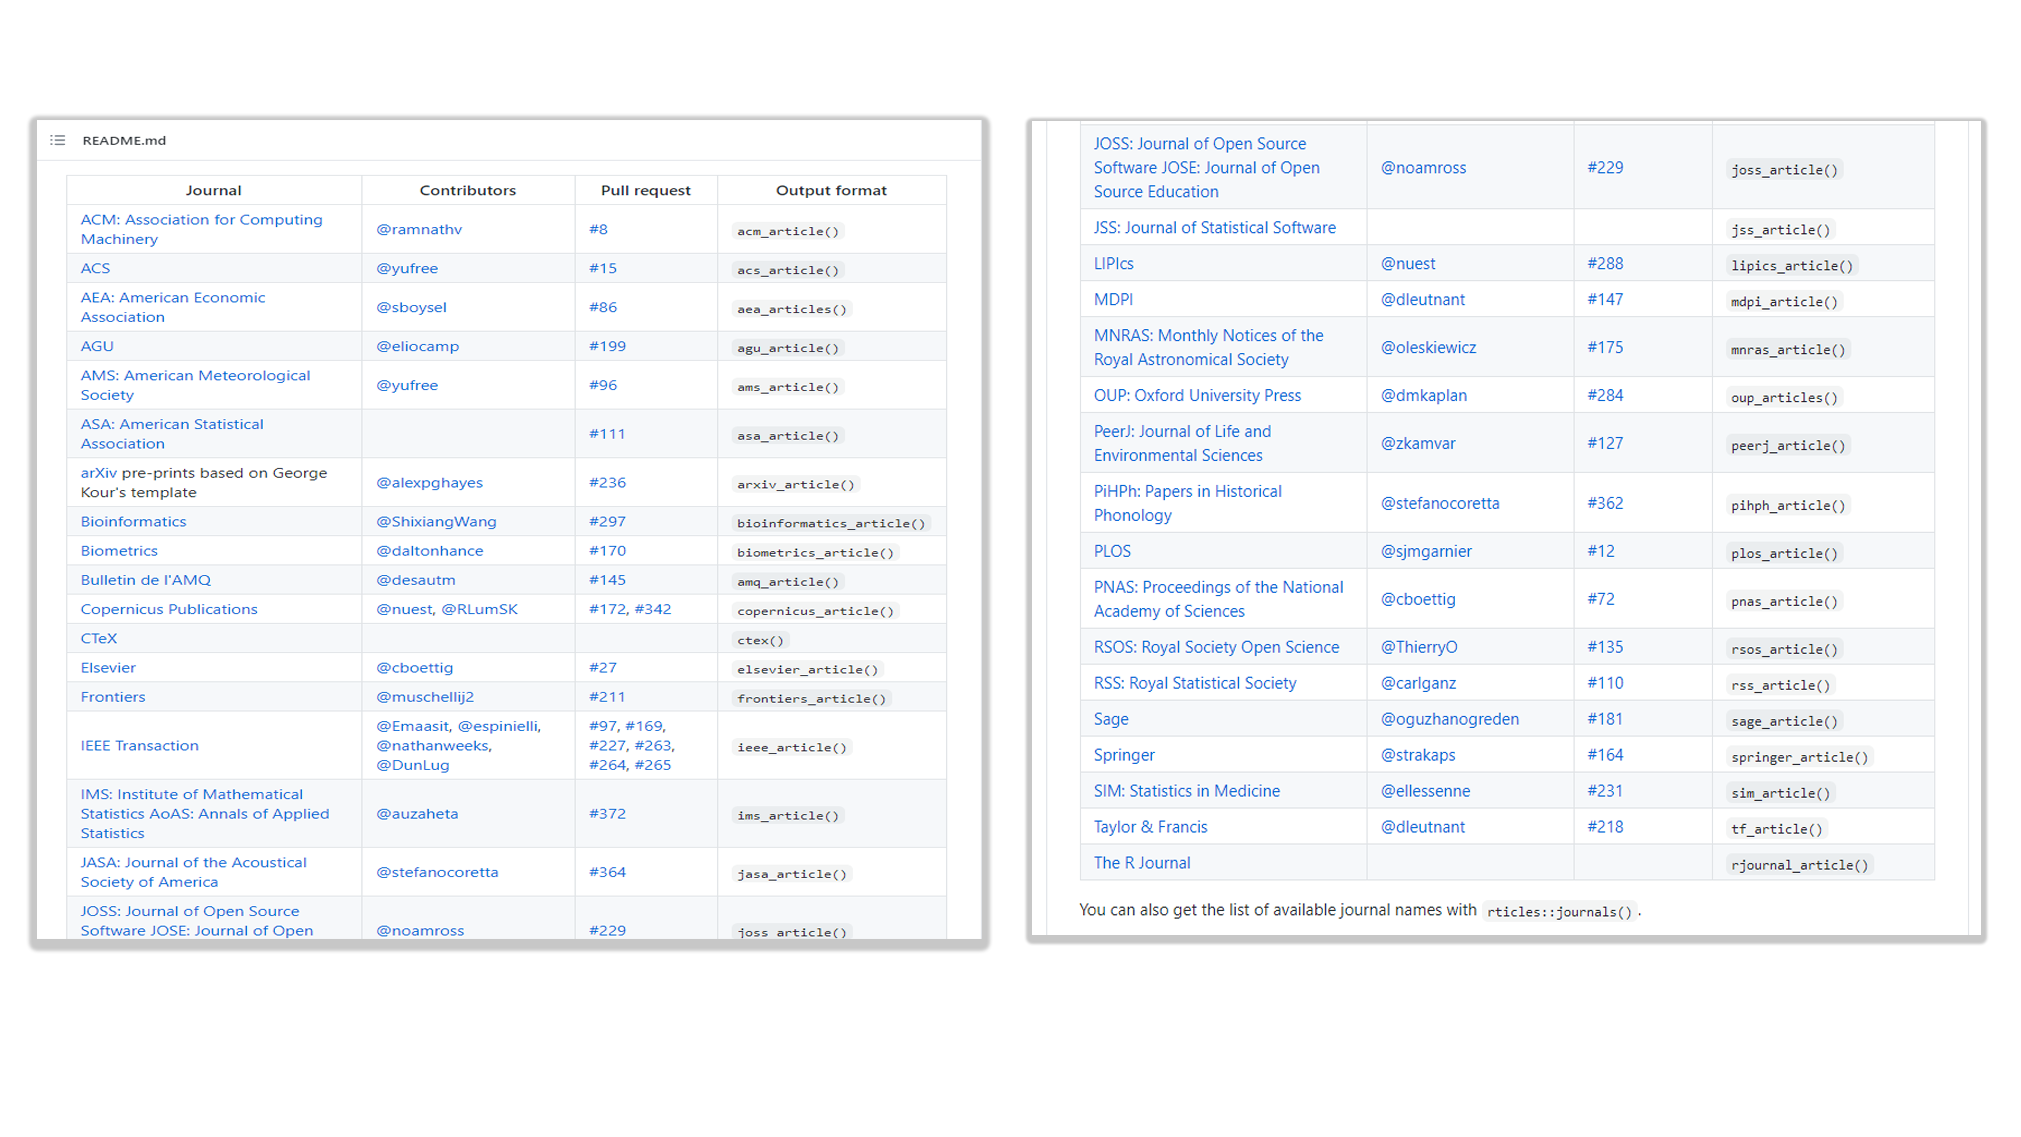 README.md
Journal Contributors Pull request Output format
ACM: Association for Computing
Machinery @ramnathv #8 acm_article()
ACS @yufree #15 acs_article()
AEA: American Economic
Association @sboysel #86 aea_articles()
AGU @eliocamp #199 agu_article()
AMS: American Meteorological
Society @yufree #96 ams_article()
ASA: American Statistical
Association #111 asa_article()
arXiv pre-prints based on George
Kour's template @alexpghayes #236 arxiv_article()
Bioinformatics @ShixiangWang #297 bioinformatics_article()
Biometrics @daltonhance #170 biometrics_article()
Bulletin de l'AMQ @desautm #145 amq_article()
Copernicus Publications @nuest, @RLumSK #172, #342 copernicus_article()
CTeX ctex()
Elsevier @cboettig #27 elsevier_article()
Frontiers @muschellij2 #211 frontiers_article()
@Emaasit, @espinielli, #97, #169,
IEEE Transaction @nathanweeks, #227, #263, ieee_article()
@DunLug #264, #265
IMS: Institute of Mathematical
Statistics AoAS: Annals of Applied @auzaheta #372 ims_article()
Statistics
JASA: Journal of the Acoustical
Society of America @stefanocoretta #364 jasa_article()
JOSS: Journal of Open Source
Software JOSE: Journal of Open @noamross #229 joss_article()
JOSS: Journal of Open Source
Software JOSE: Journal of Open @noamross #229 joss_article()
Source Education
JSS: Journal of Statistical Software jss_article()
LIPIcs @nuest #288 lipics_article()
MDPI @dleutnant #147 mdpi_article()
MNRAS: Monthly Notices of the
Royal Astronomical Society @oleskiewicz #175 mnras_article()
OUP: Oxford University Press @dmkaplan #284 oup_articles()
PeerJ: Journal of Life and
Environmental Sciences @zkamvar #127 peerj_article()
PiHPh: Papers in Historical
Phonology @stefanocoretta #362 pihph_article()
PLOS @sjmgarnier #12 plos_article()
PNAS: Proceedings of the National
Academy of Sciences @cboettig #72 pnas_article()
RSOS: Royal Society Open Science @ThierryO #135 rsos_article()
RSS: Royal Statistical Society @carlganz #110 rss_article()
Sage @oguzhanogreden #181 sage_article()
Springer @strakaps #164 springer_article()
SIM: Statistics in Medicine @ellessenne #231 sim_article()
Taylor & Francis @dleutnant #218 tf_article()
The R Journal rjournal_article()
You can also get the list of available journal names with rticles::journals() .